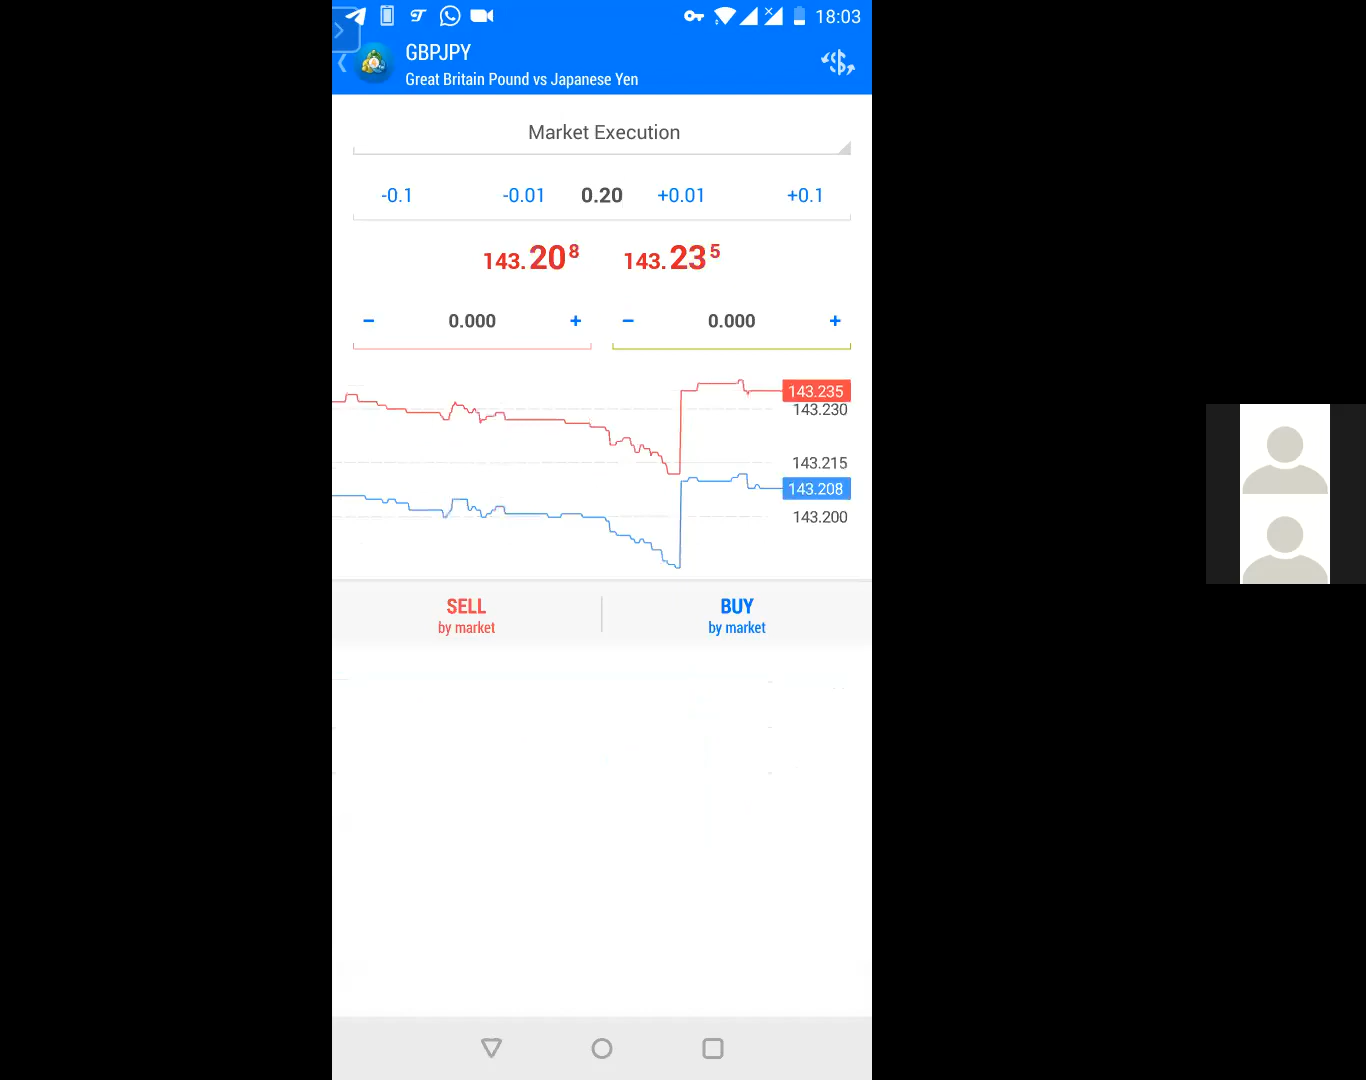 18:03
GBPJPY
Great Britain Pound vs Japanese Yen
Market Execution
-0.1 -0.01 0.20 +0.01 +0.1
143.208 143.235
− 0.000 + − 0.000 +
143.235
143.230
143.215
143.208
143.200
SELL BUY
by market by market